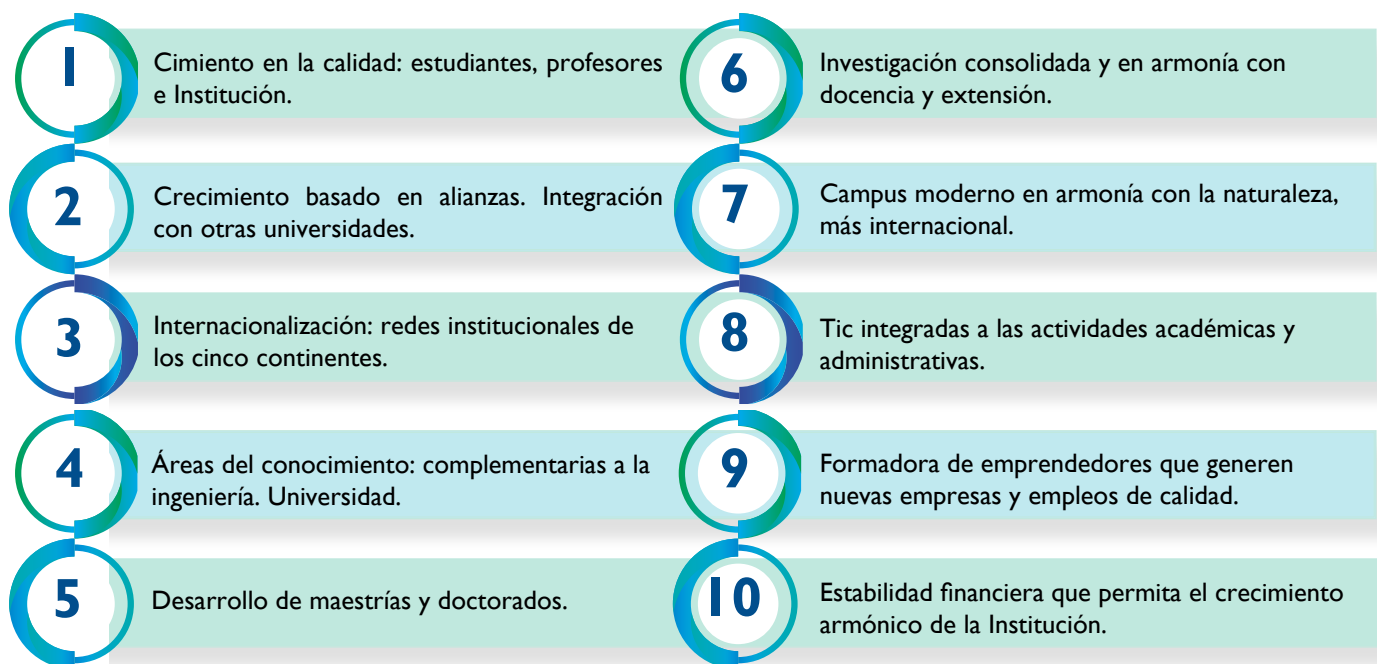 1
Cimiento en la calidad: estudiantes, profesores
e Institución.
2
Crecimiento basado en alianzas. Integración
con otras universidades.
3
Internacionalización: redes institucionales de
los cinco continentes.
4
Áreas del conocimiento: complementarias a la
ingeniería. Universidad.
5
Desarrollo de maestrías y doctorados.
6
Investigación consolidada y en armonía con
docencia y extensión.
7
Campus moderno en armonía con la naturaleza,
más internacional.
8
Tic integradas a las actividades académicas y
administrativas.
9
Formadora de emprendedores que generen
nuevas empresas y empleos de calidad.
10
Estabilidad financiera que permita el crecimiento
armónico de la Institución.